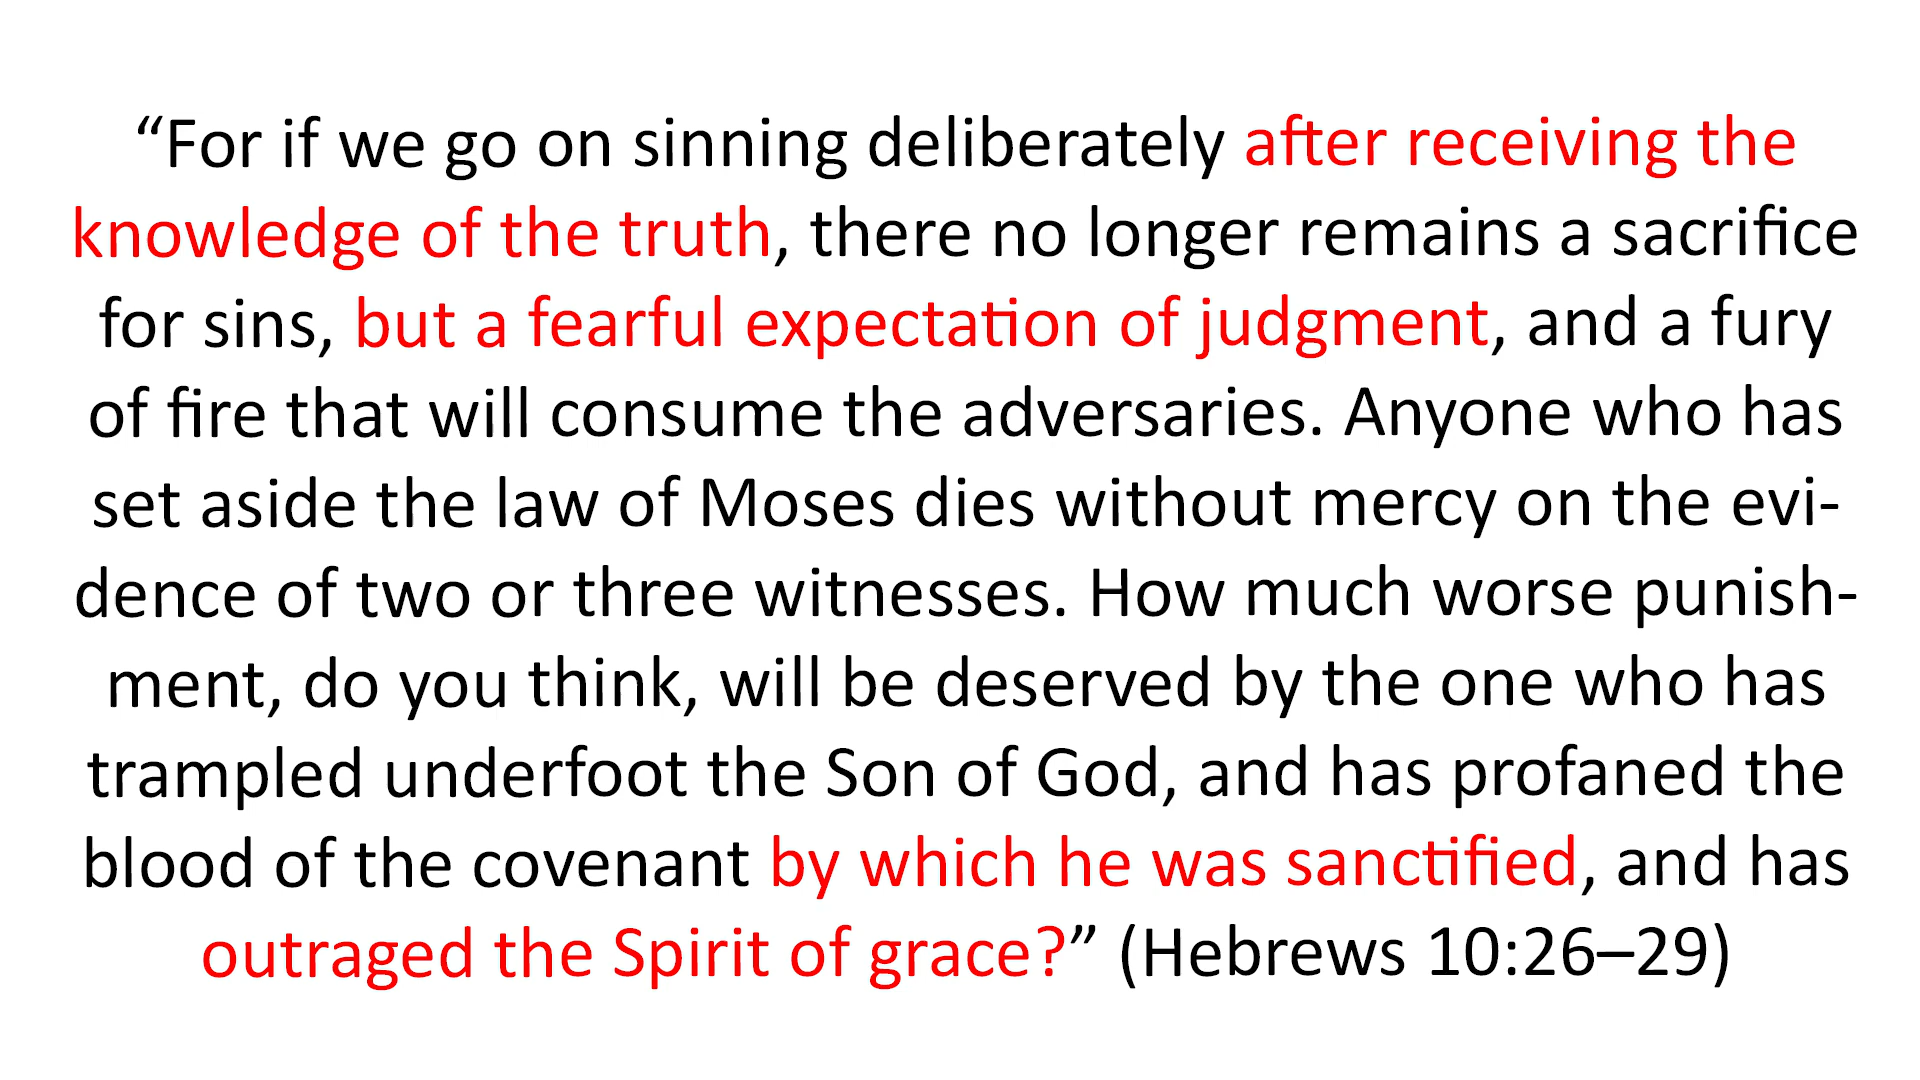 “For if we go on sinning deliberately after receiving the
knowledge of the truth, there no longer remains a sacrifice
for sins, but a fearful expectation of judgment, and a fury
of fire that will consume the adversaries. Anyone who has
set aside the law of Moses dies without mercy on the evi-
dence of two or three witnesses. How much worse punish-
ment, do you think, will be deserved by the one who has
trampled underfoot the Son of God, and has profaned the
blood of the covenant by which he was sanctified, and has
outraged the Spirit of grace?” (Hebrews 10:26–29)